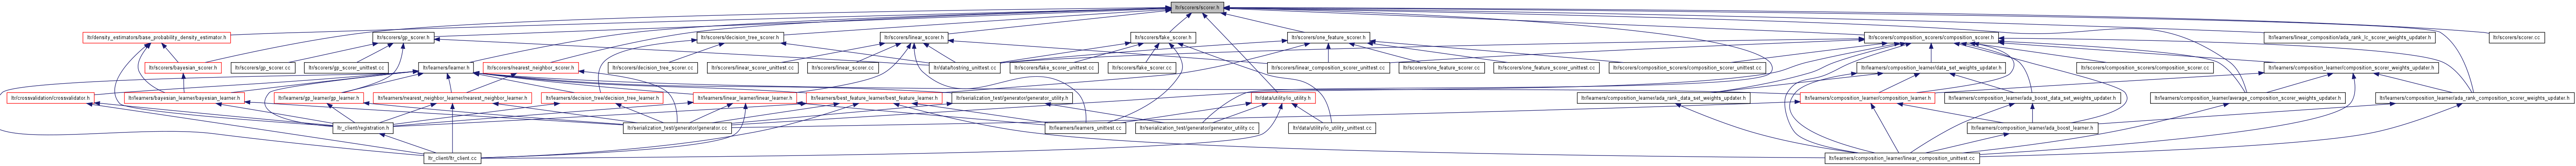 ltr/scorers/scorer.h
ltr/density_estimators/base_probability_density_estimator.h
ltr/scorers/gp_scorer.h
ltr/scorers/decision_tree_scorer.h
ltr/scorers/linear_scorer.h
ltr/scorers/fake_scorer.h
ltr/scorers/one_feature_scorer.h
ltr/scorers/composition_scorers/composition_scorer.h
ltr/learners/linear_composition/ada_rank_lc_scorer_weights_updater.h
ltr/scorers/scorer.cc
ltr/scorers/bayesian_scorer.h
ltr/scorers/gp_scorer.cc
ltr/scorers/gp_scorer_unittest.cc
ltr/learners/learner.h
ltr/scorers/nearest_neighbor_scorer.h
ltr/scorers/decision_tree_scorer.cc
ltr/scorers/linear_scorer_unittest.cc
ltr/scorers/linear_scorer.cc
ltr/data/testing_unittest.cc
ltr/scorers/fake_scorer_unittest.cc
ltr/scorers/fake_scorer.cc
ltr/scorers/linear_composition_scorer_unittest.cc
ltr/scorers/one_feature_scorer.cc
ltr/scorers/one_feature_scorer_unittest.cc
ltr/scorers/composition_scorers/composition_scorer_unittest.cc
ltr/learners/composition_learner/data_set_weights_updater.h
ltr/scorers/composition_scorers/composition_scorer.cc
ltr/learners/composition_learner/composition_scorer_weights_updater.h
ltr/crossvalidation/crossvalidator.h
ltr/learners/bayesian_learner/bayesian_learner.h
ltr/learners/gp_learner/gp_learner.h
ltr/learners/nearest_neighbor_learner/nearest_neighbor_learner.h
ltr/learners/decision_tree/decision_tree_learner.h
ltr/learners/linear_learner/linear_learner.h
ltr/learners/best_feature_learner/best_feature_learner.h
ltr/serialization_test/generator/generator_utility.h
ltr/data/utility/io_utility.h
ltr/learners/composition_learner/ada_rank_data_set_weights_updater.h
ltr/learners/composition_learner/composition_learner.h
ltr/learners/composition_learner/ada_boost_data_set_weights_updater.h
ltr/learners/composition_learner/average_composition_scorer_weights_updater.h
ltr/learners/composition_learner/ada_rank_composition_scorer_weights_updater.h
ltr_client/registration.h
ltr/serialization_test/generator/generator.cc
ltr/learners/learners_unittest.cc
ltr/serialization_test/generator/generator_utility.cc
ltr/data/utility/io_utility_unittest.cc
ltr/learners/composition_learner/ada_boost_learner.h
ltr_client/ltr_client.cc
ltr/learners/composition_learner/linear_composition_unittest.cc